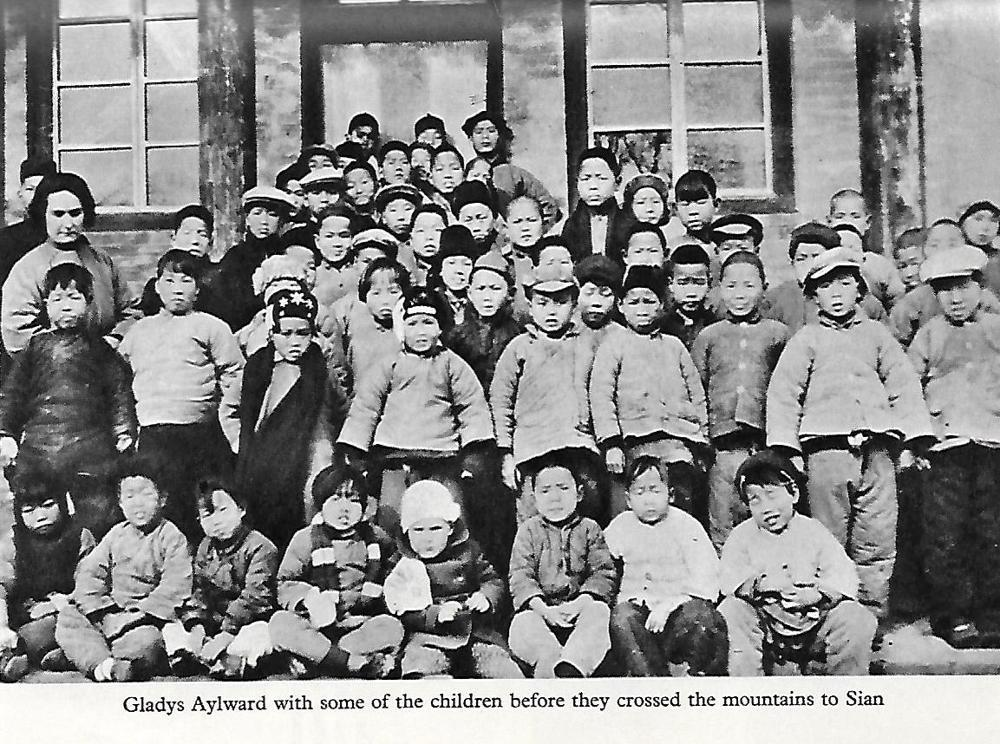 Gladys Aylward with some of the children before they crossed the mountains to Sian